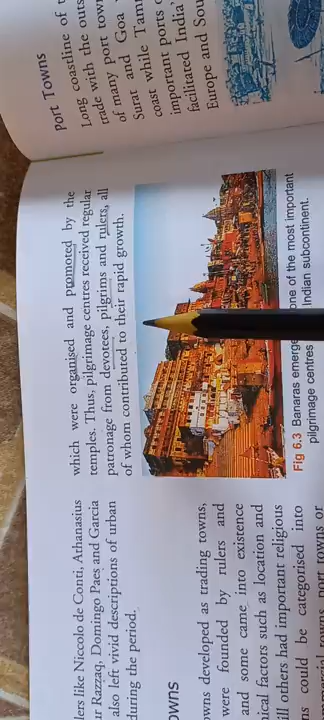 lers like Niccolo de Conti, Athanasius
ur Razzaq, Domingo Paes and Garcia
also left vivid descriptions of urban
during the period.
owns
owns developed as trading towns,
were founded by rulers and
and some came into existence
ical factors such as location and
ill others had important religious
ns could be categorised into
towns, port towns or
which were organised and promoted by the
temples. Thus, pilgrimage centres received regular
patronage from devotees, pilgrims and rulers, all
of whom contributed to their rapid growth.
Fig 6.3 Banaras emerge one of the most important
pilgrimage centres Indian subcontinent.
Port Towns
Long coastline of t
trade with the outs
of many port town
Surat and Goa
coast while Tam
important ports
facilitated India'
Europe and Sou